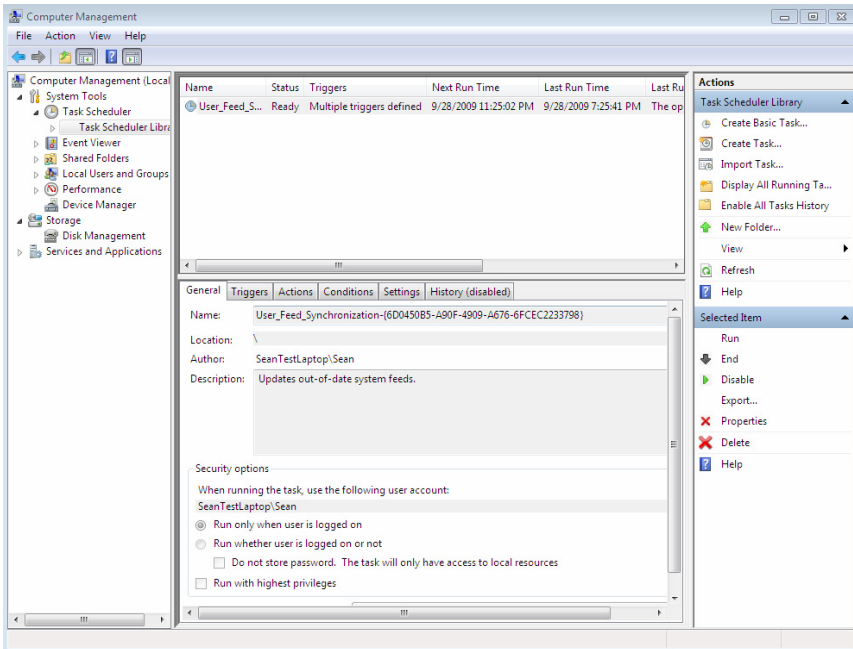 Computer Management
File Action View Help
Computer Management (Local
System Tools
Task Scheduler
Task Scheduler Libra
Event Viewer
Shared Folders
Local Users and Groups
Performance
Device Manager
Storage
Disk Management
Services and Applications
Name Status Triggers Next Run Time Last Run Time Last Ru
User_Feed_S... Ready Multiple triggers defined 9/28/2009 11:25:02 PM 9/28/2009 7:25:41 PM The op
General Triggers Actions Conditions Settings History (disabled)
Name: User_Feed_Synchronization-{6D0450B5-A90F-4909-A676-6FCEC2233798}
Location: \
Author: SeanTestLaptop\Sean
Description: Updates out-of-date system feeds.
Security options
When running the task, use the following user account:
SeanTestLaptop\Sean
Run only when user is logged on
Run whether user is logged on or not
Do not store password. The task will only have access to local resources
Run with highest privileges
Actions
Task Scheduler Library
Create Basic Task...
Create Task...
Import Task...
Display All Running Ta...
Enable All Tasks History
New Folder...
View
Refresh
Help
Selected Item
Run
End
Disable
Export...
Properties
Delete
Help